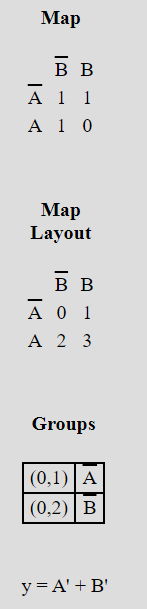 Map
B̅ B
A̅ 1 1
A 1 0
Map
Layout
B̅ B
A̅ 0 1
A 2 3
Groups
(0,1) A̅
(0,2) B̅
y = A' + B'